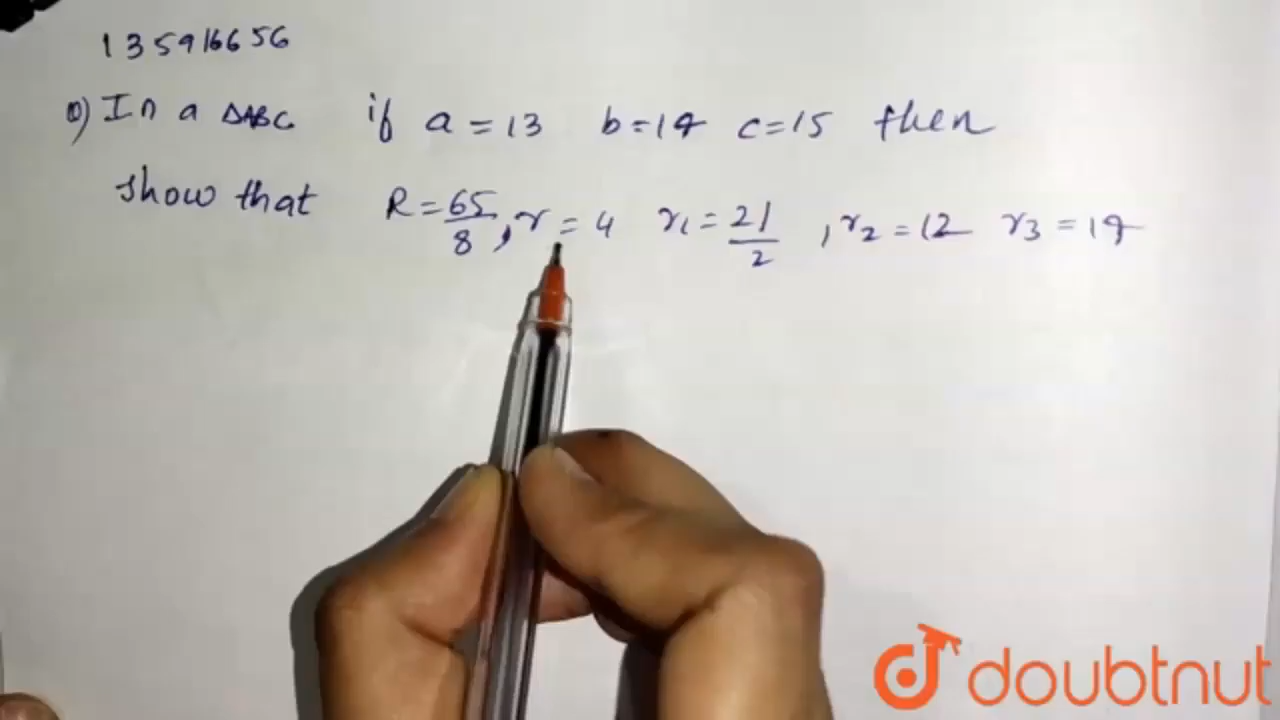 135916656
Q) In a ΔABC if a = 13 b = 14 c = 15 then
show that R = 65/8, r = 4 r1 = 21/2, r2 = 12 r3 = 14
doubtnut